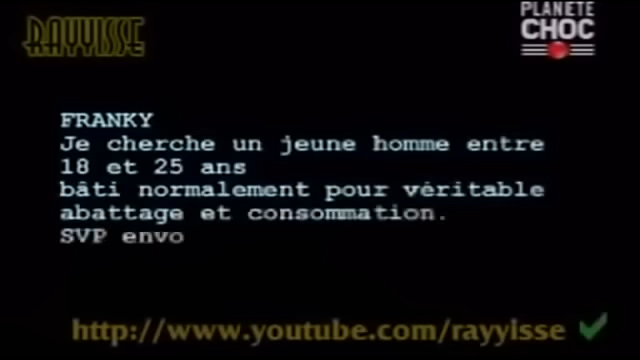 RAYYISSE
PLANETE
CHOC
FRANKY
Je cherche un jeune homme entre
18 et 25 ans
bâti normalement pour véritable
abattage et consommation.
SVP envo
http://www.youtube.com/rayyisse